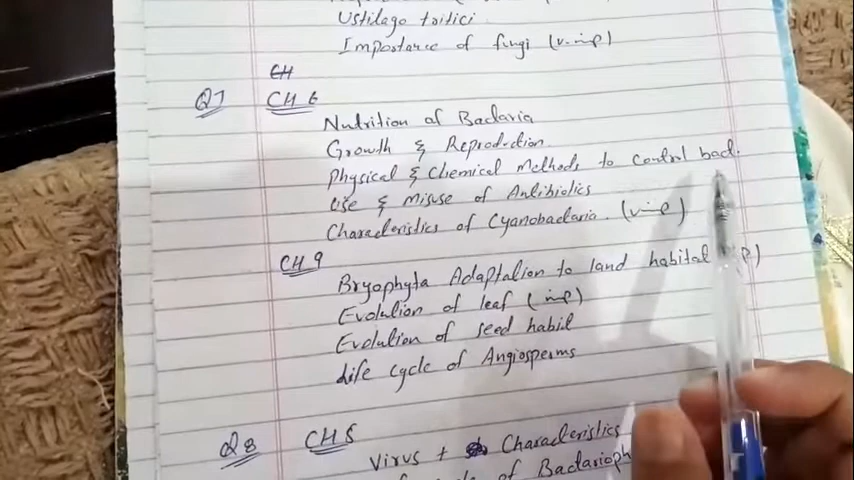 Ustilago tritici
Importance of fungi (v.imp)
CH
Q7 CH 6
Nutrition of Bacteria
Growth & Reproduction
Physical & Chemical Methods to control bact.
Use & Misuse of Antibiotics
Characteristics of Cyanobacteria. (v.imp)
CH 9
Bryophyta Adaptation to land habitat
Evolution of leaf (imp)
Evolution of seed habit
Life Cycle of Angiosperms
Q8 CH 5
Virus + Characteristics
of